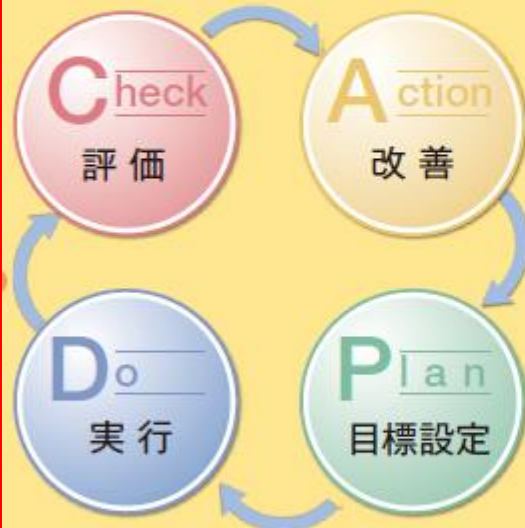 Check
評価
Action
改善
Do
実行
Plan
目標設定